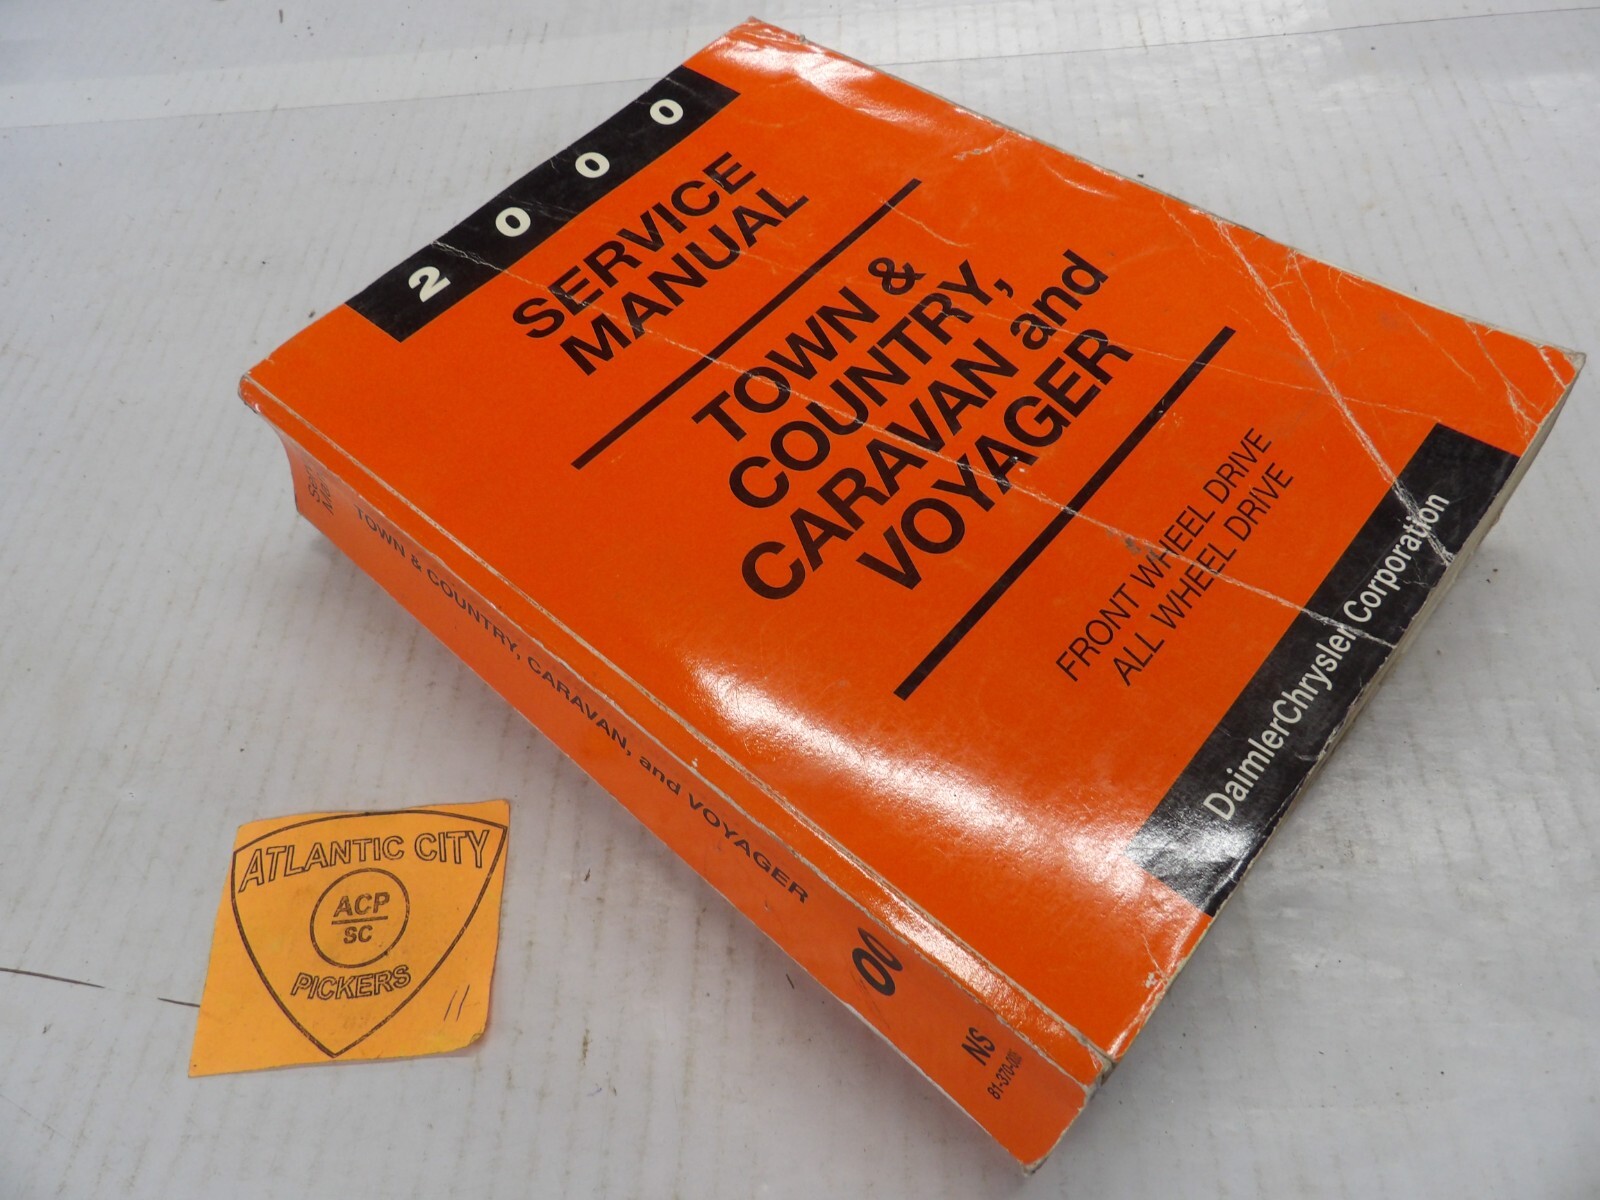 2000
SERVICE
MANUAL
TOWN &
COUNTRY,
CARAVAN and
VOYAGER
FRONT WHEEL DRIVE
ALL WHEEL DRIVE
DaimlerChrysler Corporation
TOWN & COUNTRY, CARAVAN, and VOYAGER
00
NS
ATLANTIC CITY
ACP
SC
PICKERS
11